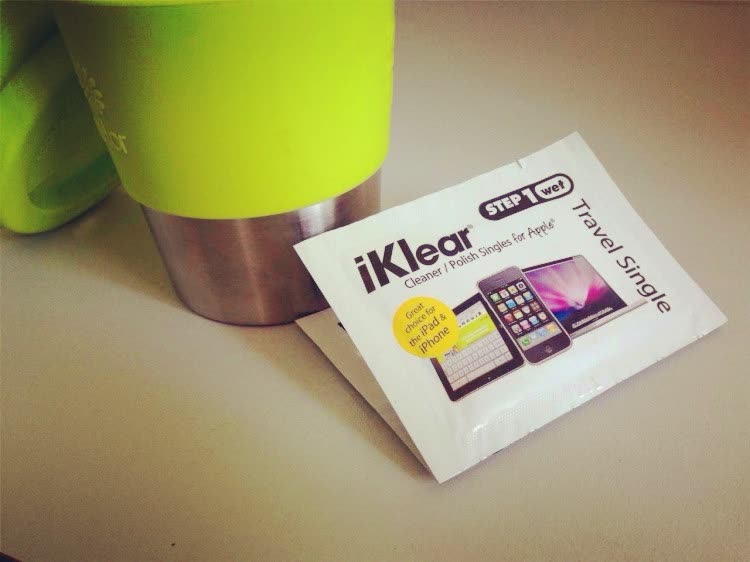 STEP 1 wet
iKlear®
Cleaner / Polish Singles for Apple®
Travel Single
Great
choice for
the iPad &
iPhone